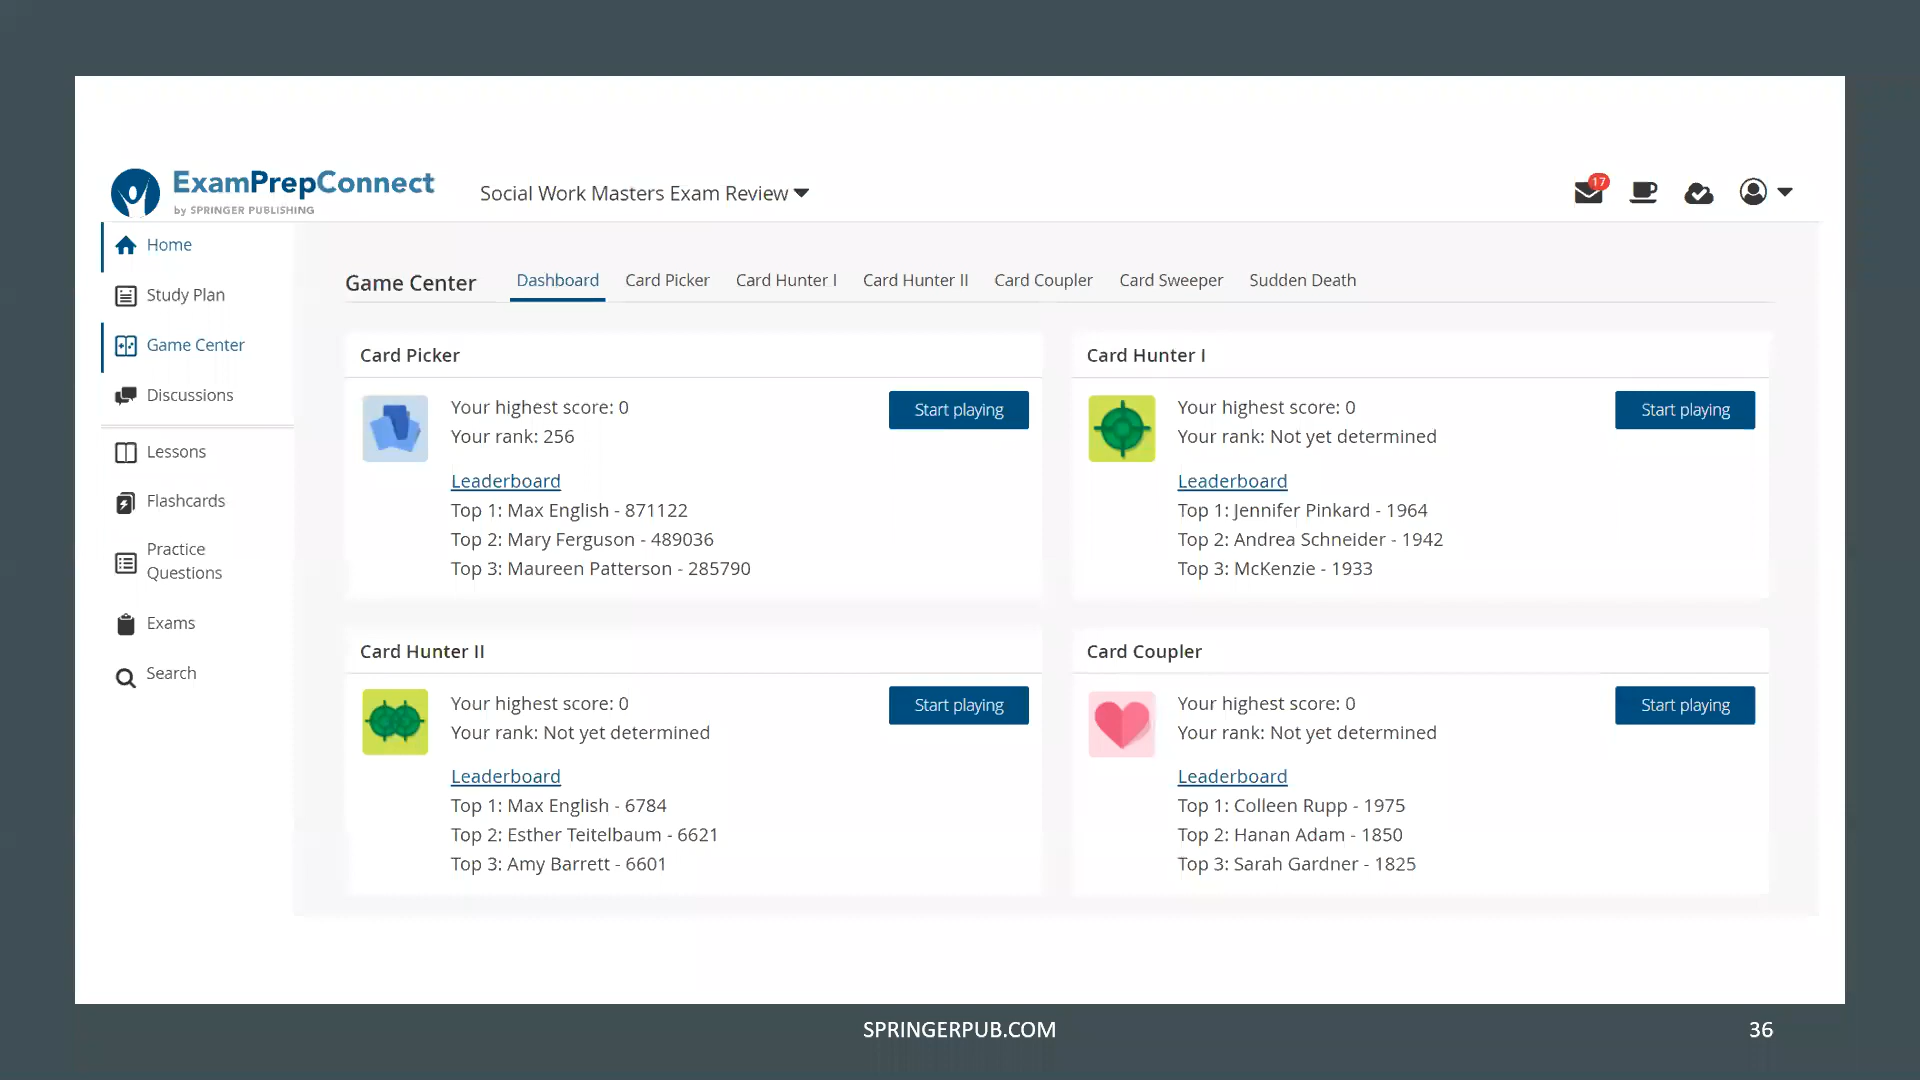 ExamPrepConnect
by SPRINGER PUBLISHING
Social Work Masters Exam Review
17
Home
Study Plan
Game Center
Discussions
Lessons
Flashcards
Practice
Questions
Exams
Search
Game Center
Dashboard
Card Picker
Card Hunter I
Card Hunter II
Card Coupler
Card Sweeper
Sudden Death
Card Picker
Your highest score: 0
Your rank: 256
Start playing
Leaderboard
Top 1: Max English - 871122
Top 2: Mary Ferguson - 489036
Top 3: Maureen Patterson - 285790
Card Hunter I
Your highest score: 0
Your rank: Not yet determined
Start playing
Leaderboard
Top 1: Jennifer Pinkard - 1964
Top 2: Andrea Schneider - 1942
Top 3: McKenzie - 1933
Card Hunter II
Your highest score: 0
Your rank: Not yet determined
Start playing
Leaderboard
Top 1: Max English - 6784
Top 2: Esther Teitelbaum - 6621
Top 3: Amy Barrett - 6601
Card Coupler
Your highest score: 0
Your rank: Not yet determined
Start playing
Leaderboard
Top 1: Colleen Rupp - 1975
Top 2: Hanan Adam - 1850
Top 3: Sarah Gardner - 1825
SPRINGERPUB.COM
36